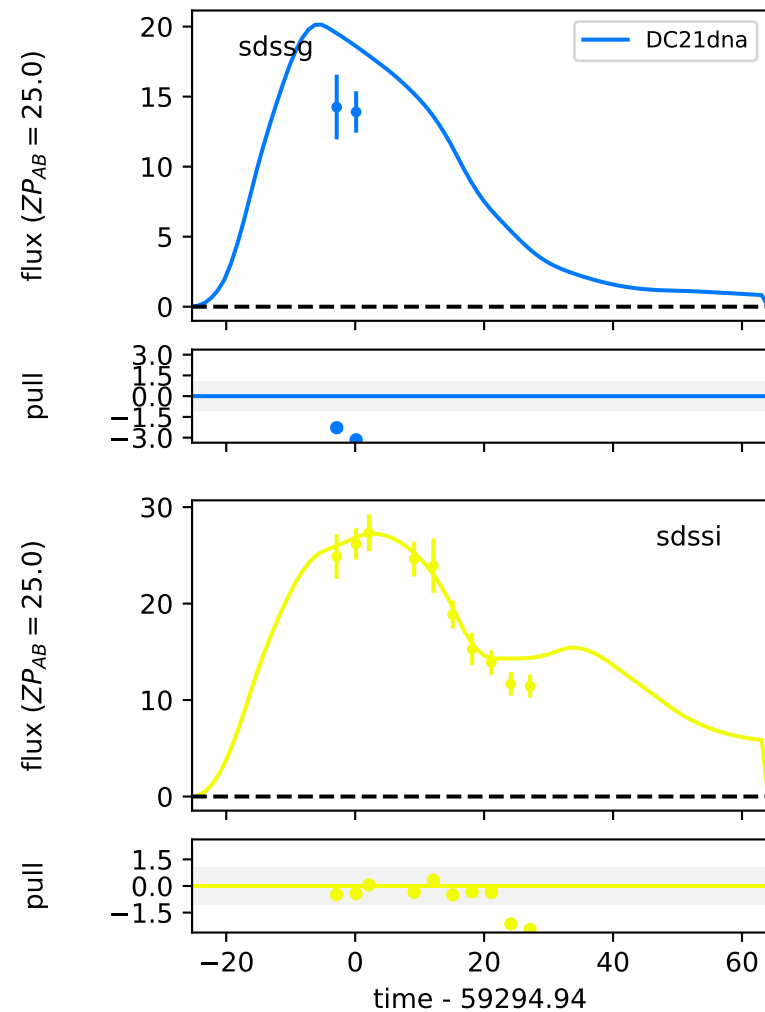 20
15
10
5
0
flux (ZP_AB = 25.0)
sdssg
DC21dna
3.0
1.5
0.0
−1.5
−3.0
pull
30
20
10
0
flux (ZP_AB = 25.0)
sdssi
1.5
0.0
−1.5
pull
−20 0 20 40 60
time - 59294.94